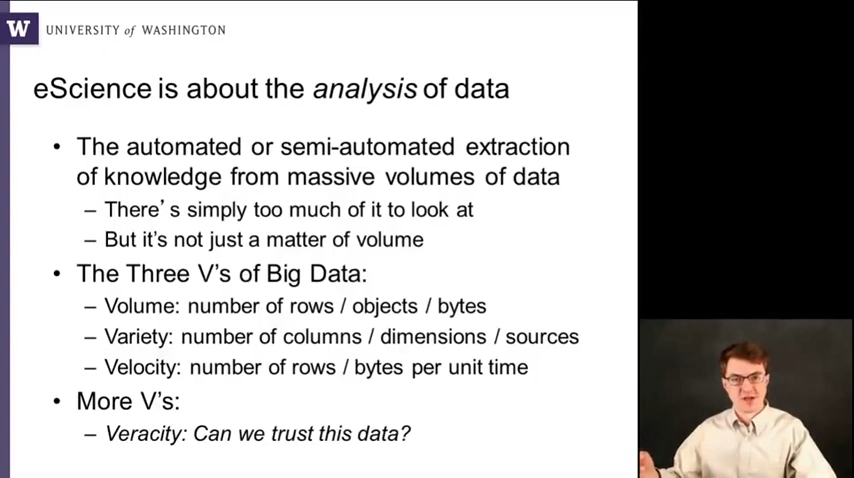 W UNIVERSITY of WASHINGTON
eScience is about the analysis of data
• The automated or semi-automated extraction
of knowledge from massive volumes of data
– There's simply too much of it to look at
– But it's not just a matter of volume
• The Three V's of Big Data:
– Volume: number of rows / objects / bytes
– Variety: number of columns / dimensions / sources
– Velocity: number of rows / bytes per unit time
• More V's:
– Veracity: Can we trust this data?